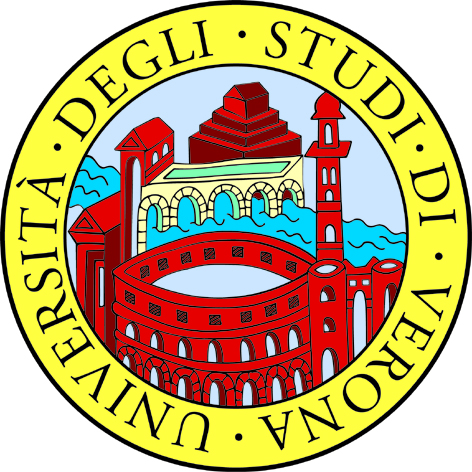 UNIVERSITÀ · DEGLI · STUDI · DI · VERONA ·